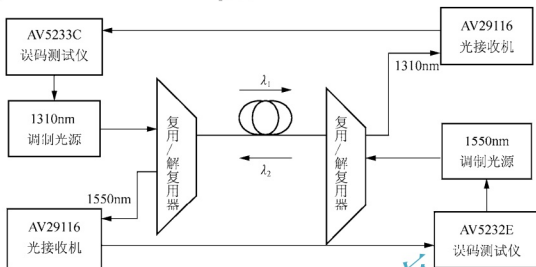 AV5233C
误码测试仪
AV29116
光接收机
1310nm
1310nm
调制光源
复用/解复用器
λ₁
λ₂
复用/解复用器
1550nm
调制光源
1550nm
AV29116
光接收机
AV5232E
误码测试仪